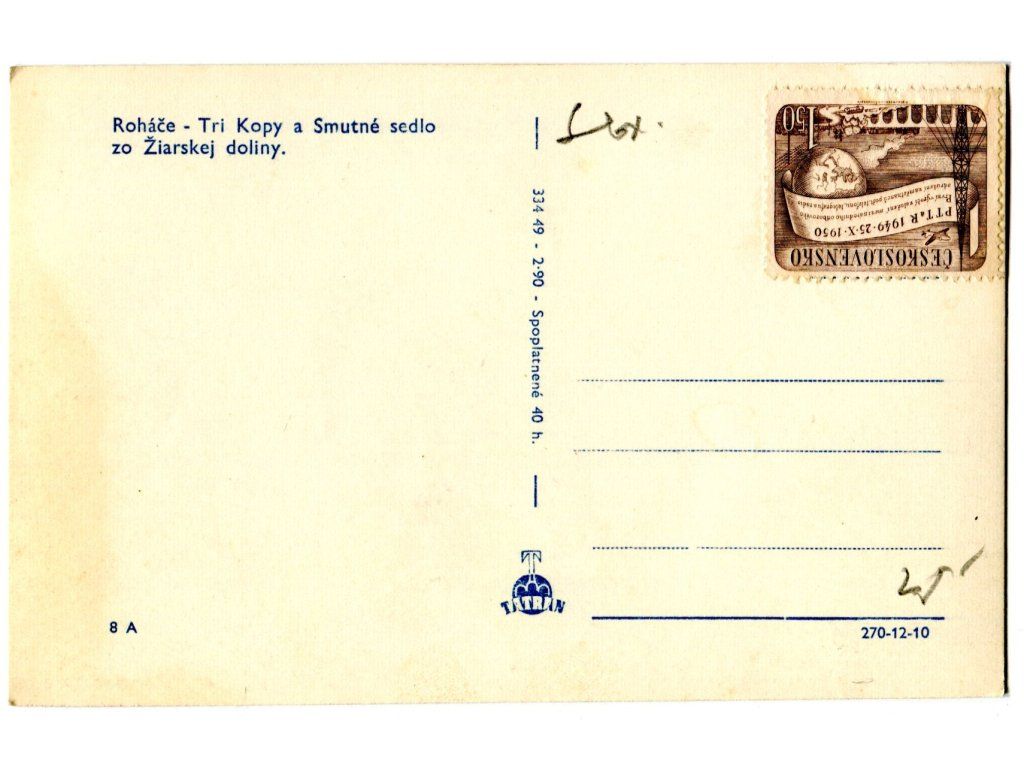 Roháče - Tri Kopy a Smutné sedlo
zo Žiarskej doliny.
334 49 - 2·90 - Spoplatnené 40 h.
TATRAN
8 A
270-12-10
ČESKOSLOVENSKO
PTTaR 1949·25·X·1950
1·50